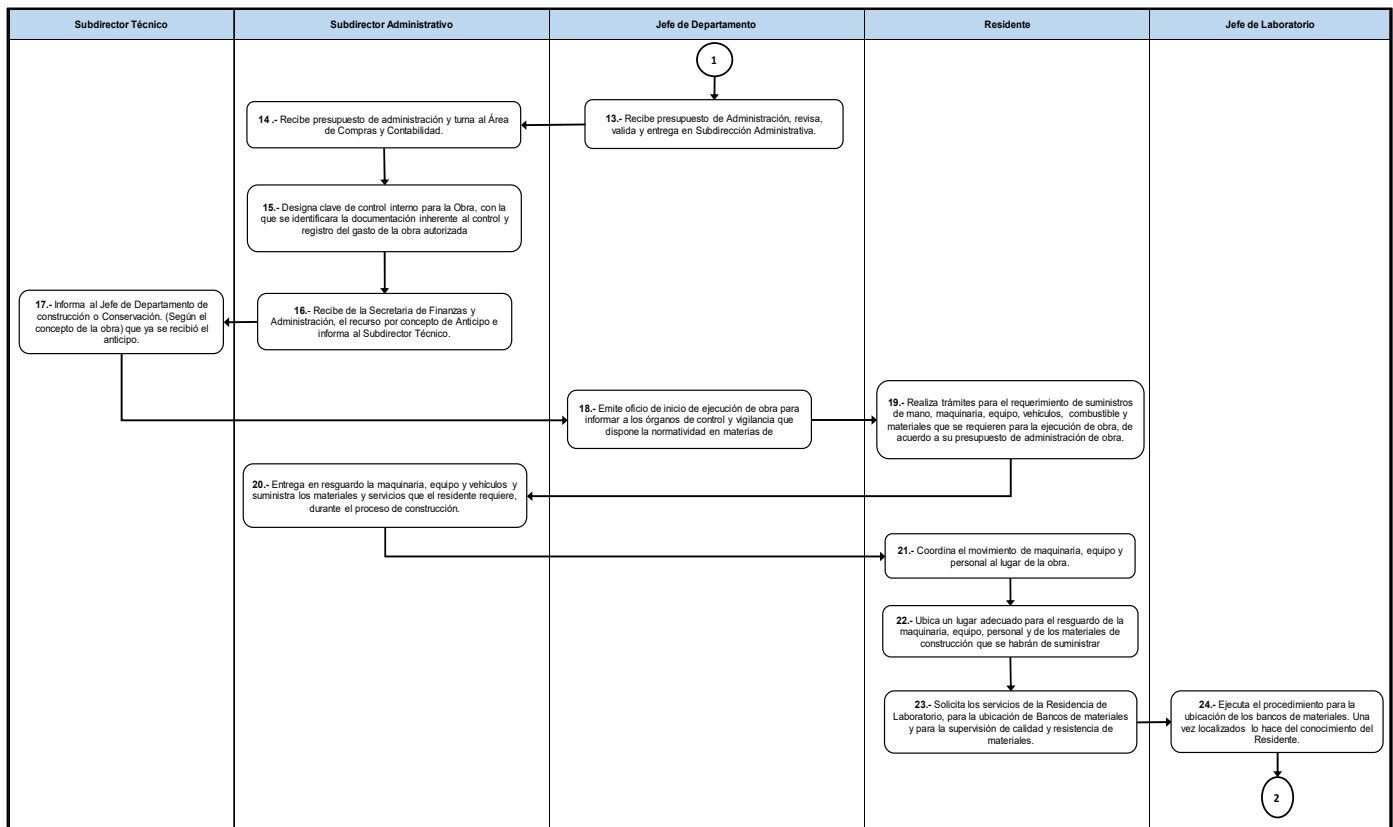 Subdirector Técnico
Subdirector Administrativo
Jefe de Departamento
Residente
Jefe de Laboratorio
1
13.- Recibe presupuesto de Administración, revisa,
valida y entrega en Subdirección Administrativa.
14 .- Recibe presupuesto de administración y turna al Área
de Compras y Contabilidad.
15.- Designa clave de control interno para la Obra, con la
que se identificara la documentación inherente al control y
registro del gasto de la obra autorizada
16.- Recibe de la Secretaria de Finanzas y
Administración, el recurso por concepto de Anticipo e
informa al Subdirector Técnico.
17.- Informa al Jefe de Departamento de
construcción o Conservación. (Según el
concepto de la obra) que ya se recibió el
anticipo.
18.- Emite oficio de inicio de ejecución de obra para
informar a los órganos de control y vigilancia que
dispone la normatividad en materias de
19.- Realiza trámites para el requerimiento de suministros
de mano, maquinaria, equipo, vehículos, combustible y
materiales que se requieren para la ejecución de obra, de
acuerdo a su presupuesto de administración de obra.
20.- Entrega en resguardo la maquinaria, equipo y vehículos y
suministra los materiales y servicios que el residente requiere,
durante el proceso de construcción.
21.- Coordina el movimiento de maquinaria, equipo y
personal al lugar de la obra.
22.- Ubica un lugar adecuado para el resguardo de la
maquinaria, equipo, personal y de los materiales de
construcción que se habrán de suministrar
23.- Solicita los servicios de la Residencia de
Laboratorio, para la ubicación de Bancos de materiales
y para la supervisión de calidad y resistencia de
materiales.
24.- Ejecuta el procedimiento para la
ubicación de los bancos de materiales. Una
vez localizados lo hace del conocimiento del
Residente.
2